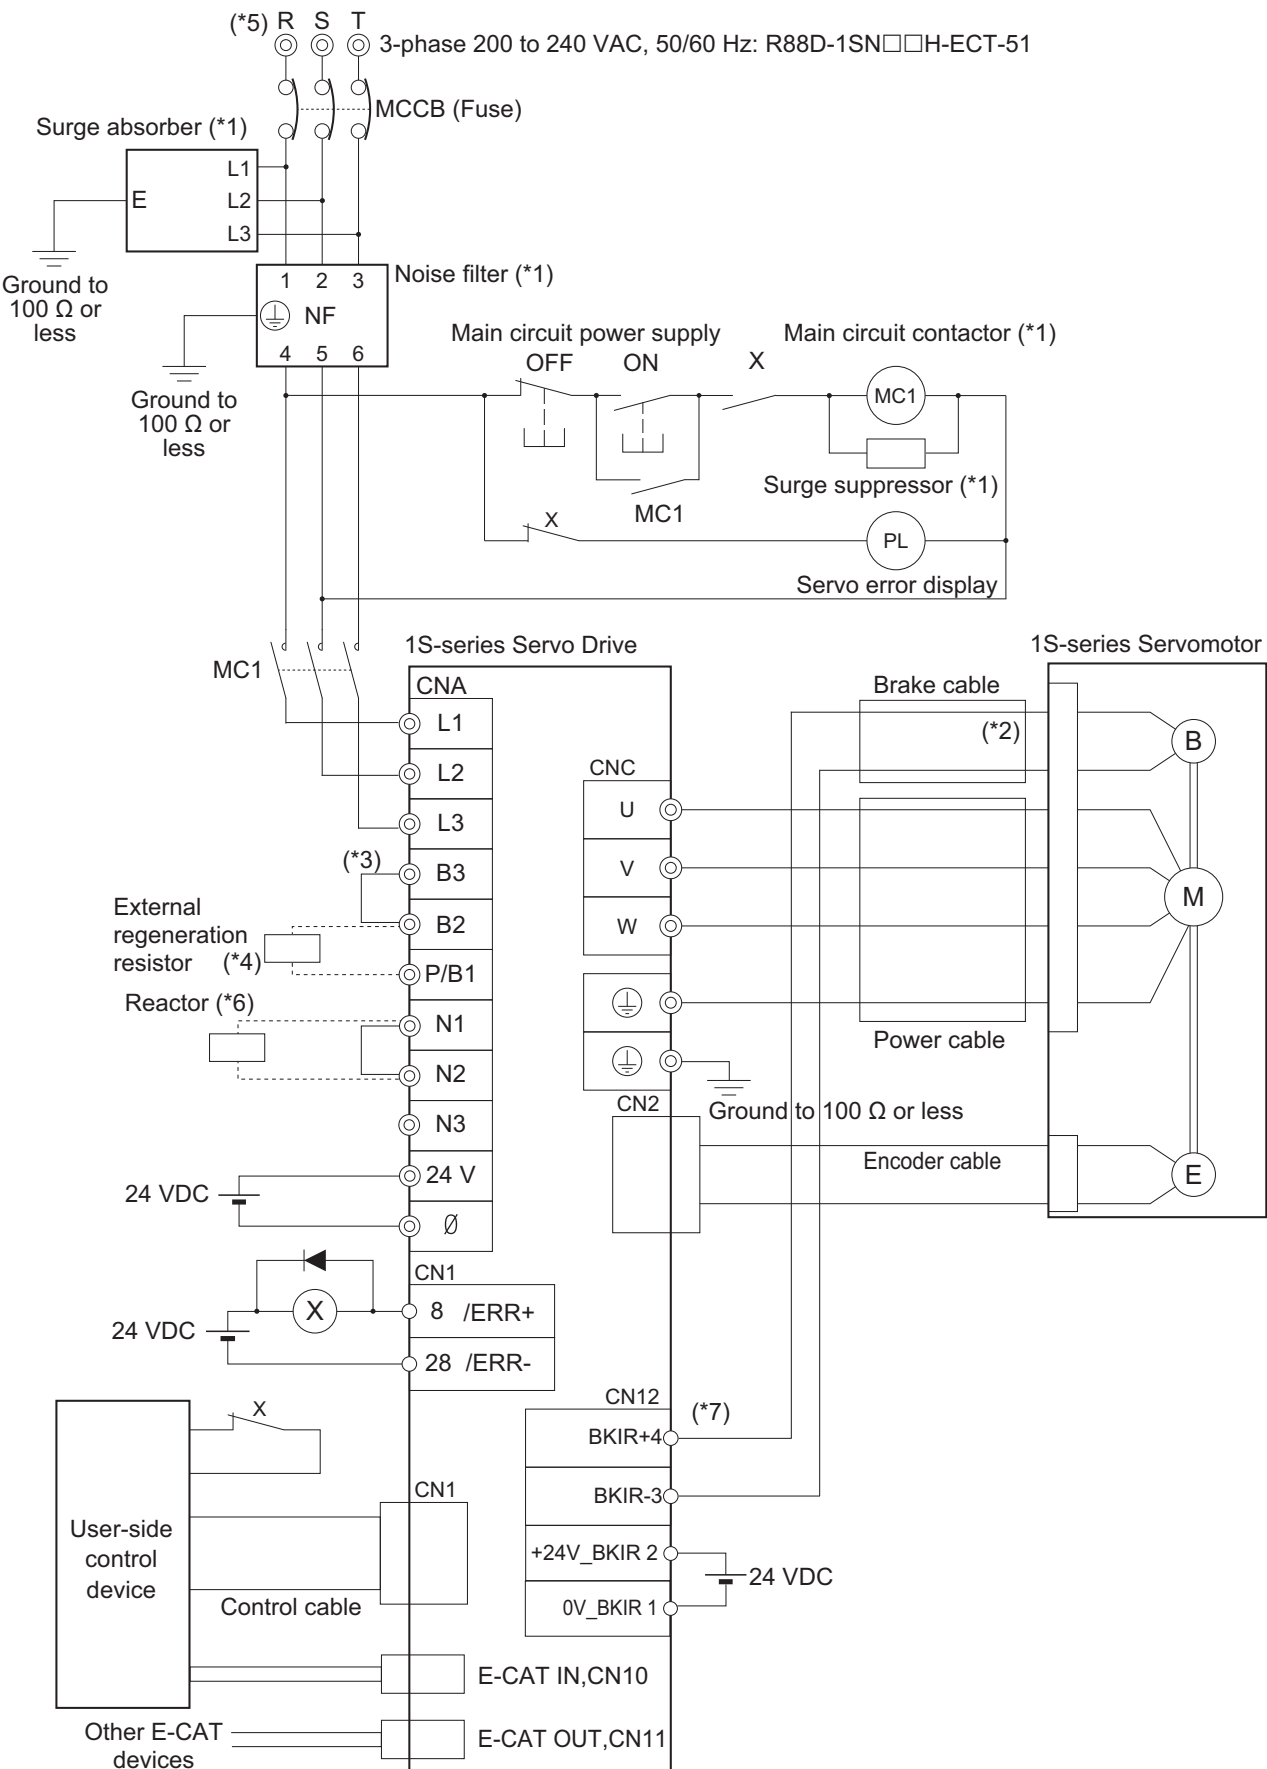 (*5) R S T
3-phase 200 to 240 VAC, 50/60 Hz: R88D-1SN□□H-ECT-51
MCCB (Fuse)
Surge absorber (*1)
L1
E
L2
L3
Ground to
100 Ω or
less
1 2 3
Noise filter (*1)
NF
4 5 6
Ground to
100 Ω or
less
Main circuit power supply
Main circuit contactor (*1)
OFF
ON
X
MC1
Surge suppressor (*1)
MC1
X
PL
Servo error display
MC1
1S-series Servo Drive
1S-series Servomotor
CNA
L1
L2
L3
(*3)
B3
B2
P/B1
External
regeneration
resistor (*4)
Reactor (*6)
N1
N2
N3
24 V
24 VDC
Ø
CNC
U
V
W
Brake cable
(*2)
B
M
Power cable
CN2
Ground to 100 Ω or less
Encoder cable
E
CN1
X
8 /ERR+
24 VDC
28 /ERR-
CN12
(*7)
BKIR+4
BKIR-3
+24V_BKIR 2
24 VDC
0V_BKIR 1
X
CN1
User-side
control
device
Control cable
E-CAT IN,CN10
Other E-CAT
devices
E-CAT OUT,CN11